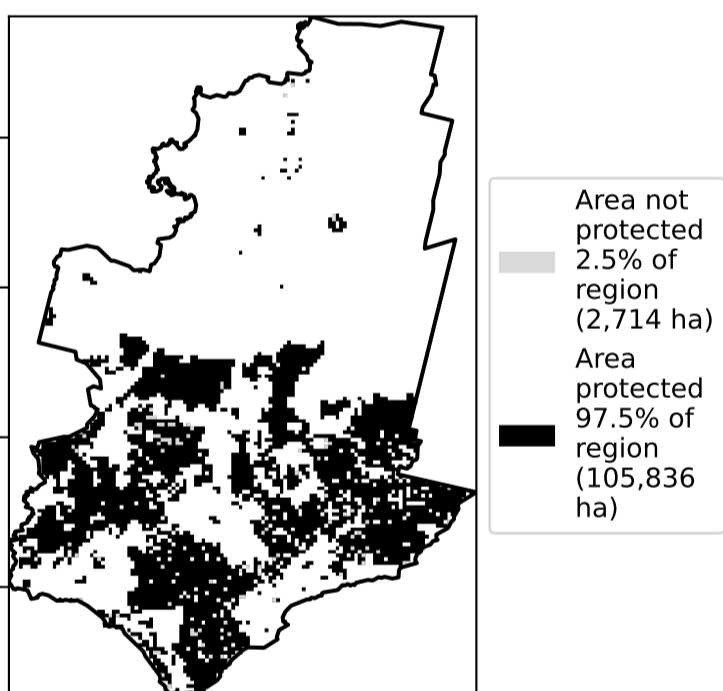 Area not
protected
2.5% of
region
(2,714 ha)
Area
protected
97.5% of
region
(105,836
ha)